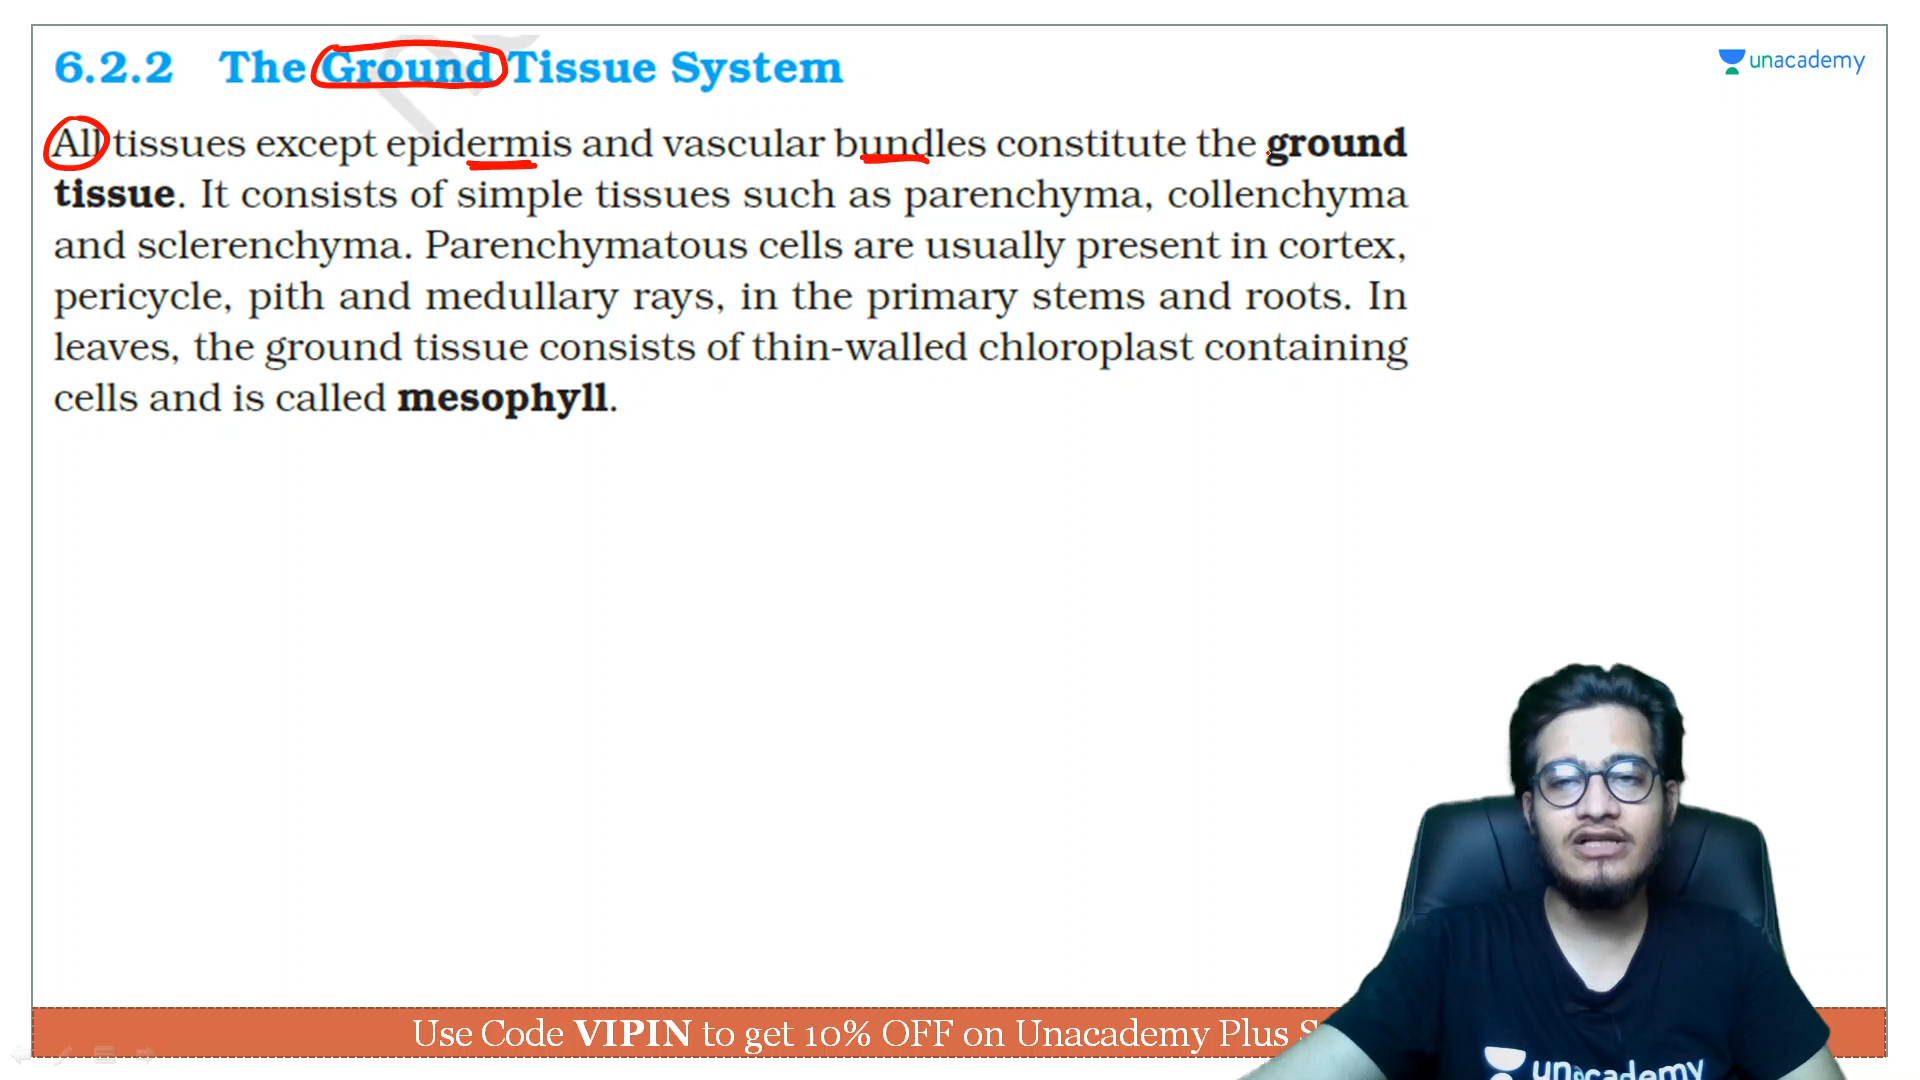 6.2.2 The Ground Tissue System
unacademy
All tissues except epidermis and vascular bundles constitute the ground
tissue. It consists of simple tissues such as parenchyma, collenchyma
and sclerenchyma. Parenchymatous cells are usually present in cortex,
pericycle, pith and medullary rays, in the primary stems and roots. In
leaves, the ground tissue consists of thin-walled chloroplast containing
cells and is called mesophyll.
Use Code VIPIN to get 10% OFF on Unacademy Plus S
unacademy